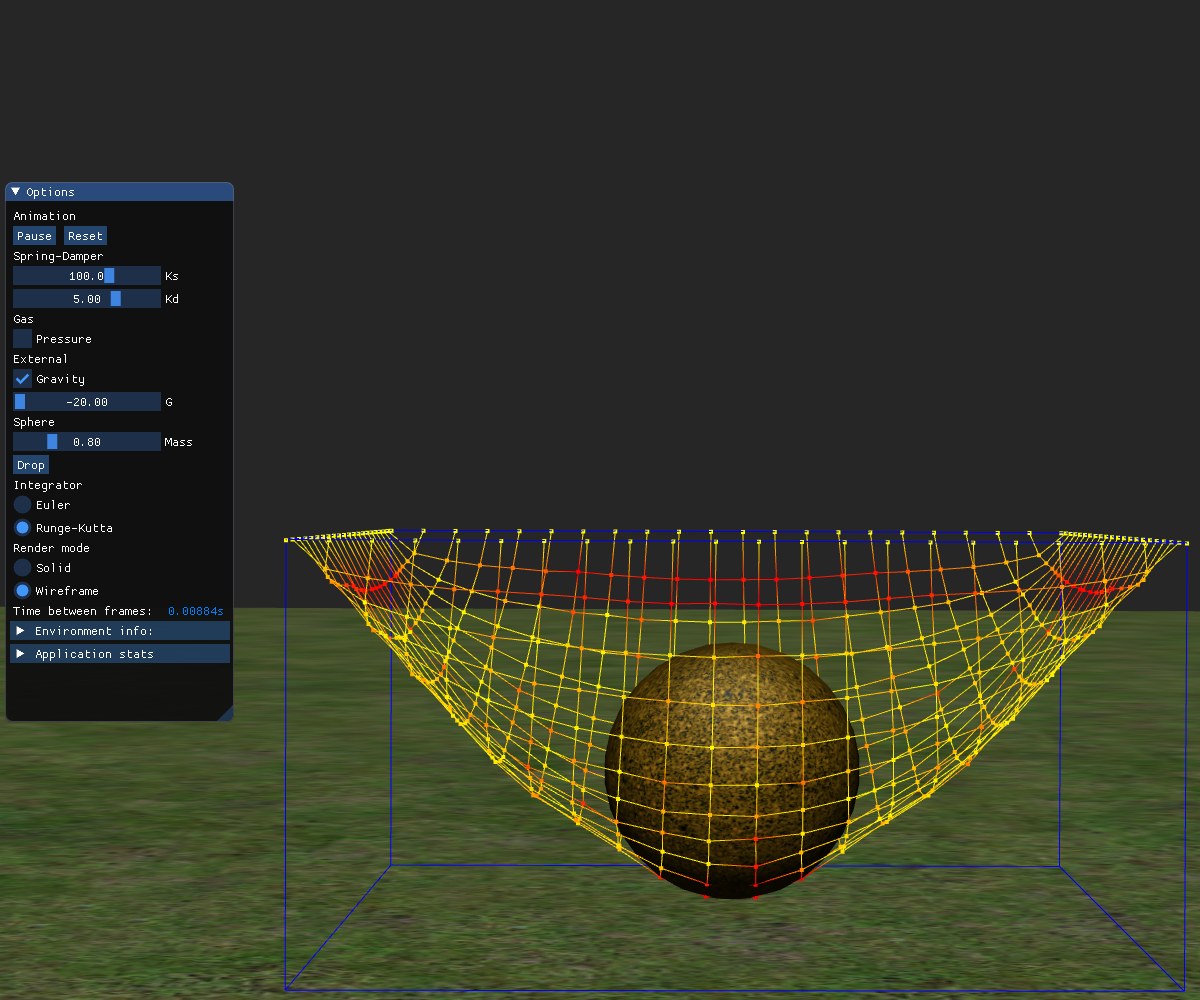 Options
Animation
Pause Reset
Spring-Damper
100.0 Ks
5.00 Kd
Gas
Pressure
External
Gravity
-20.00 G
Sphere
0.80 Mass
Drop
Integrator
Euler
Runge-Kutta
Render mode
Solid
Wireframe
Time between frames: 0.00884s
Environment info:
Application stats